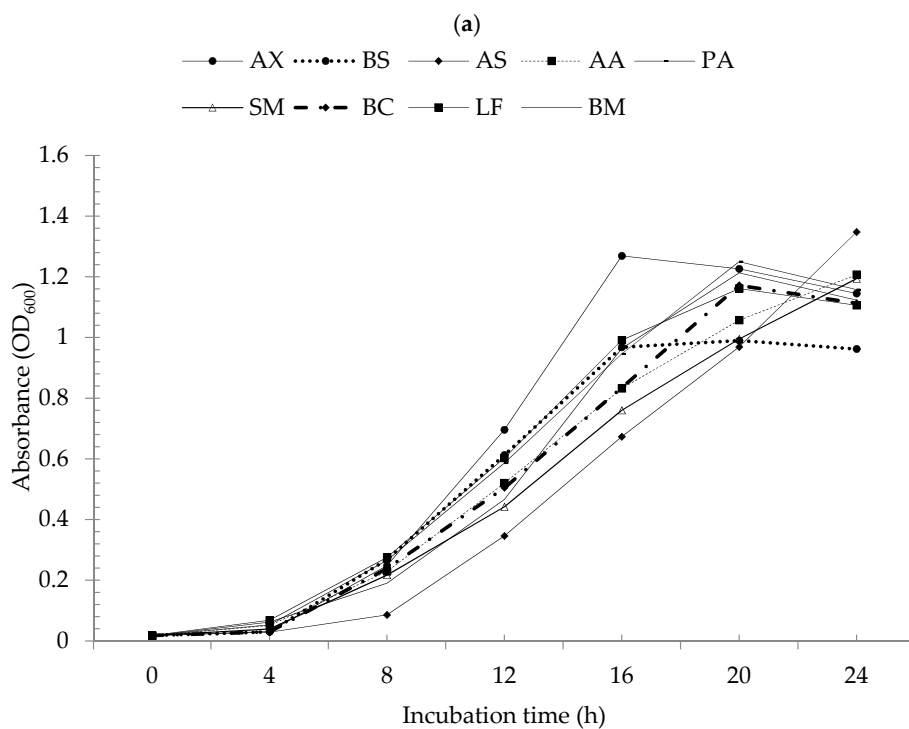 (a)
AX BS AS AA PA
SM BC LF BM
1.6
1.4
1.2
1
0.8
0.6
0.4
0.2
0
Absorbance (OD600)
0 4 8 12 16 20 24
Incubation time (h)